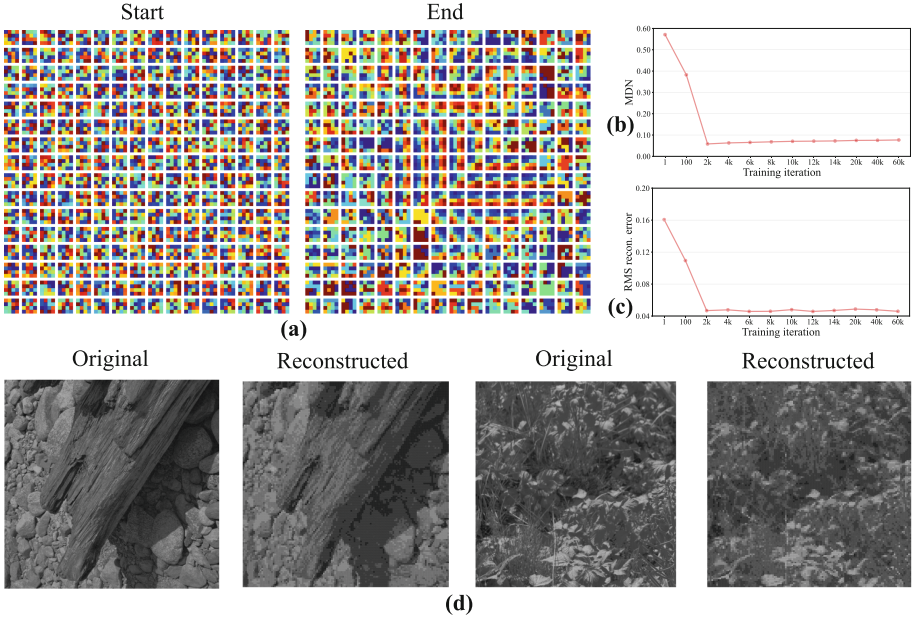 Start
End
(a)
0.60
0.50
0.40
0.30
0.20
0.10
0.00
MDN
(b)
1 100 2k 4k 6k 8k 10k 12k 14k 20k 40k 60k
Training iteration
0.20
0.16
0.12
0.08
0.04
RMS recon. error
(c)
1 100 2k 4k 6k 8k 10k 12k 14k 20k 40k 60k
Training iteration
Original
Reconstructed
Original
Reconstructed
(d)